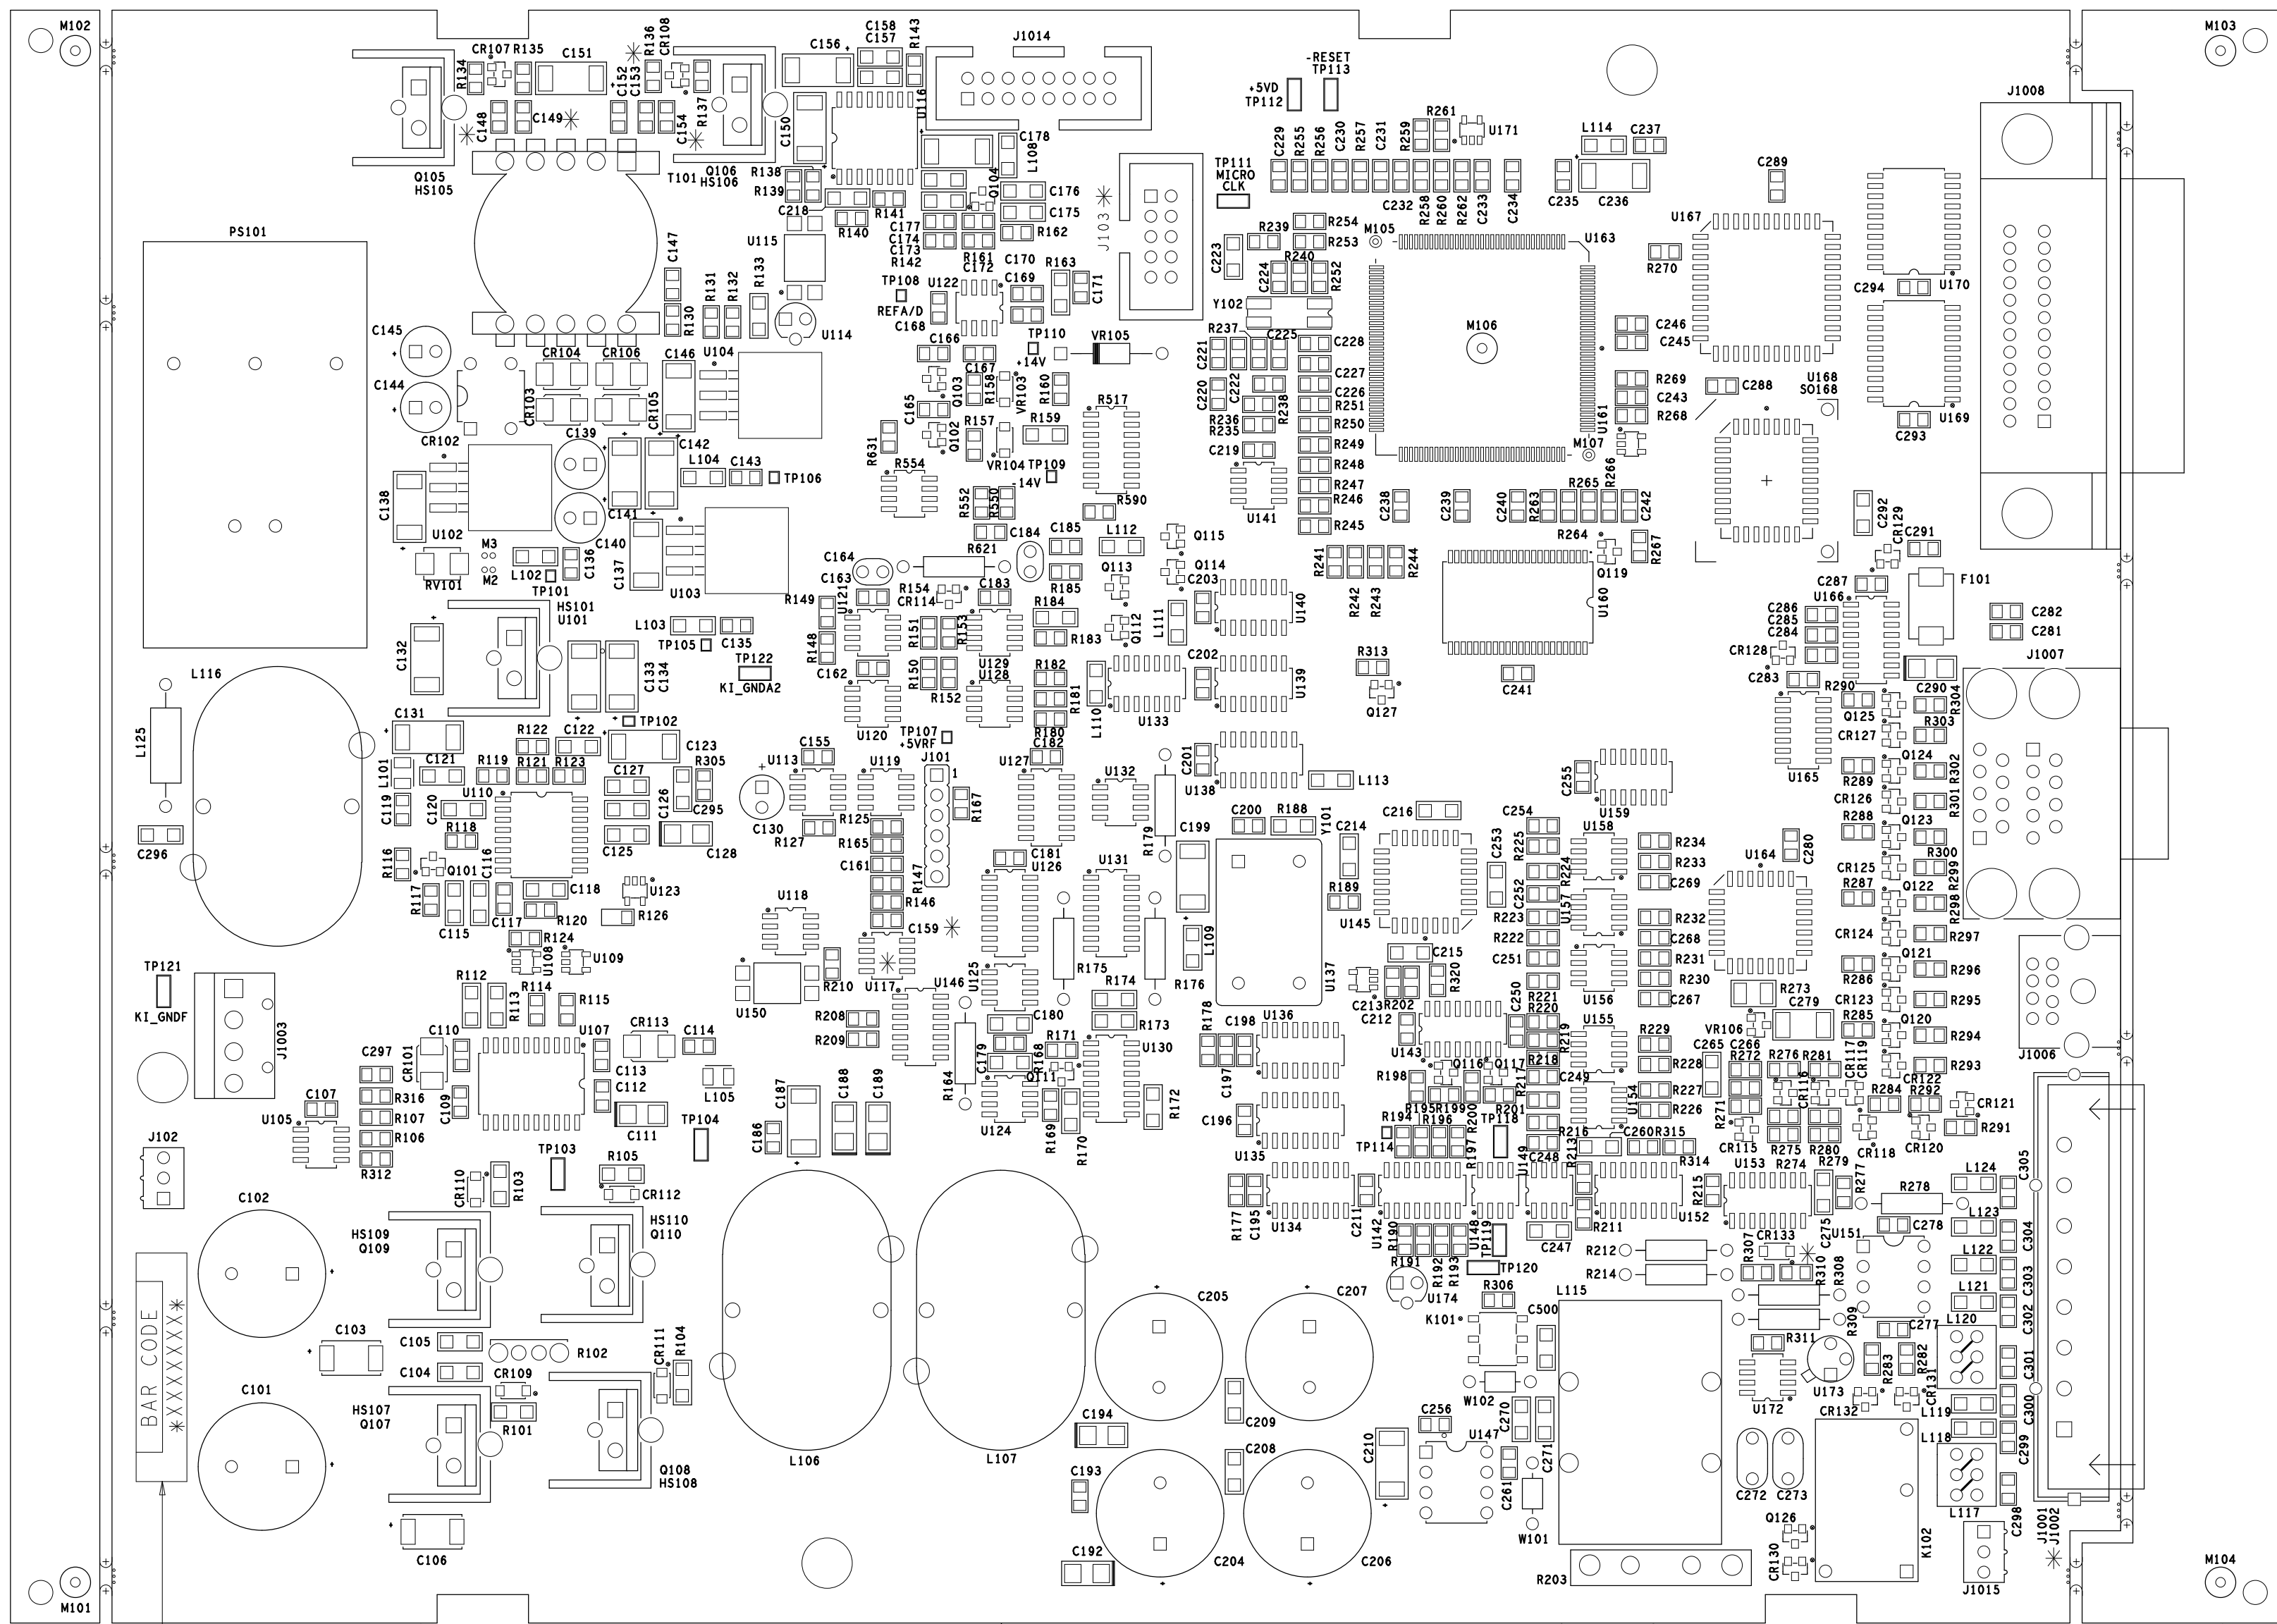 M102
CR107
R135
C151
R136
CR108
C156
C158
C157
R143
J1014
-RESET
TP113
M103
R134
C152
C153
+5VD
TP112
J1008
C148
C149
C154
R137
C150
U116
C178
L108
C229
R255
R256
C230
R257
C231
R259
R261
U171
L114
C237
Q105
HS105
T101
Q106
HS106
R138
R139
Q104
C176
C175
J103
TP111
MICRO
CLK
C232
R258
R260
R262
C233
C234
C235
C236
C289
PS101
C218
R141
R140
U115
C177
C174
C173
R142
R161
R162
C223
R239
R254
R253
M105
U163
U167
R270
C147
R131
R132
R133
TP108
REFA/D
U122
C172
C170
C169
R163
C171
C224
R240
R252
C294
U170
R130
C168
U114
Y102
C145
CR104
CR106
C146
U104
C166
TP110
+14V
VR105
R237
C225
C228
M106
C246
C245
C144
CR103
CR105
C167
Q103
R158
VR103
R160
C221
C222
C227
C220
R238
C226
R251
R269
C243
R268
C288
U168
SO168
C165
R517
R236
R235
R250
U161
U169
CR102
C139
C142
Q102
R157
R159
R249
M107
C293
R631
L104
C143
TP106
R554
VR104
TP109
-14V
C219
R248
R247
R246
R245
R266
R265
C138
C141
R552
R550
R590
U141
C238
C239
C240
R263
R264
C242
C292
CR129
C291
U102
M3
M2
C140
C137
C184
C185
L112
Q115
R241
R242
R243
R244
Q119
R267
RV101
L102
C136
TP101
U103
C164
C163
R621
R154
CR114
C183
R185
Q113
Q114
C203
U140
U160
C287
U166
F101
HS101
U101
R149
U121
R184
L111
C286
C285
C284
C282
C281
C132
L103
C135
TP105
R148
R151
R153
R183
Q112
CR128
J1007
L116
C133
C134
TP122
KI_GNDA2
C162
R150
R152
U129
U128
R182
R181
L110
C202
U139
R313
Q127
C241
C283
R290
C290
R304
L125
C131
R122
C122
TP102
U120
TP107
+5VRF
R180
C182
U133
Q125
R303
CR127
C121
R119
R121
R123
C123
R305
C127
U113
C155
U119
J101
1
U127
U132
C201
U138
L113
C255
U159
U165
Q124
R302
R289
L101
C119
C120
U110
C126
C295
R167
C216
CR126
R301
C296
R118
C125
C128
C130
R127
R125
R165
C161
R179
C199
C200
R188
Y101
C214
C254
R225
U158
R234
C253
R233
C280
R288
Q123
R300
R116
Q101
C116
C118
U123
R147
R146
C181
U126
U131
R189
C252
R224
C269
U164
CR125
R299
R117
C115
C117
R120
R126
U118
C159
R223
U157
R232
R287
Q122
R298
R124
R175
L109
U145
R222
C268
CR124
R297
TP121
KI_GNDF
U108
U109
R210
U125
R174
R176
C215
C251
R231
Q121
R286
R296
R112
R113
R114
R115
U150
U117
U146
U137
R320
R202
C213
C250
R221
R220
U156
R230
C267
R273
C279
CR123
R295
J1003
C110
CR101
C297
U107
CR113
C114
C113
R208
R209
C180
R173
R171
U130
R178
C198
U136
C212
U143
R219
U155
R229
VR106
C266
C265
R285
Q120
R294
J1006
R316
R107
R106
R312
C107
C109
C112
C111
L105
TP104
C187
C188
C189
R164
C179
R168
Q111
C197
Q116
Q117
R218
R217
C249
R228
R227
R226
R272
R276
R281
CR117
CR119
R293
U105
J102
C186
U124
R169
R170
R172
C196
U135
R198
R195
R199
R200
R201
U154
R271
CR116
R284
CR122
R292
CR121
R291
TP103
CR110
R103
R105
CR112
TP114
R194
R196
R197
TP118
R216
C260
R315
R314
CR115
R275
R280
CR118
CR120
C102
C248
U149
R213
R215
U153
R274
R279
R277
L124
C305
HS109
Q109
HS110
Q110
R177
C195
U134
C211
U142
R190
U148
TP119
C247
R211
U152
R278
L123
R192
R193
R212
R214
R307
CR133
C275
U151
C278
L122
C304
R191
U174
TP120
R306
R310
R308
L121
C303
BAR CODE
*XXXXXXX*
C205
C207
K101
C500
L115
R309
C277
L120
C302
C103
C105
C104
R102
CR111
R104
R311
R283
R282
CR131
C301
CR109
R101
W102
U172
U173
C101
HS107
Q107
L106
L107
C194
C209
C208
C210
C256
U147
C270
C271
CR132
L119
L118
C300
C299
Q108
HS108
C193
C261
C272
C273
C106
C192
C204
C206
W101
R203
Q126
CR130
K102
L117
C298
J1001
J1002
J1015
M101
M104